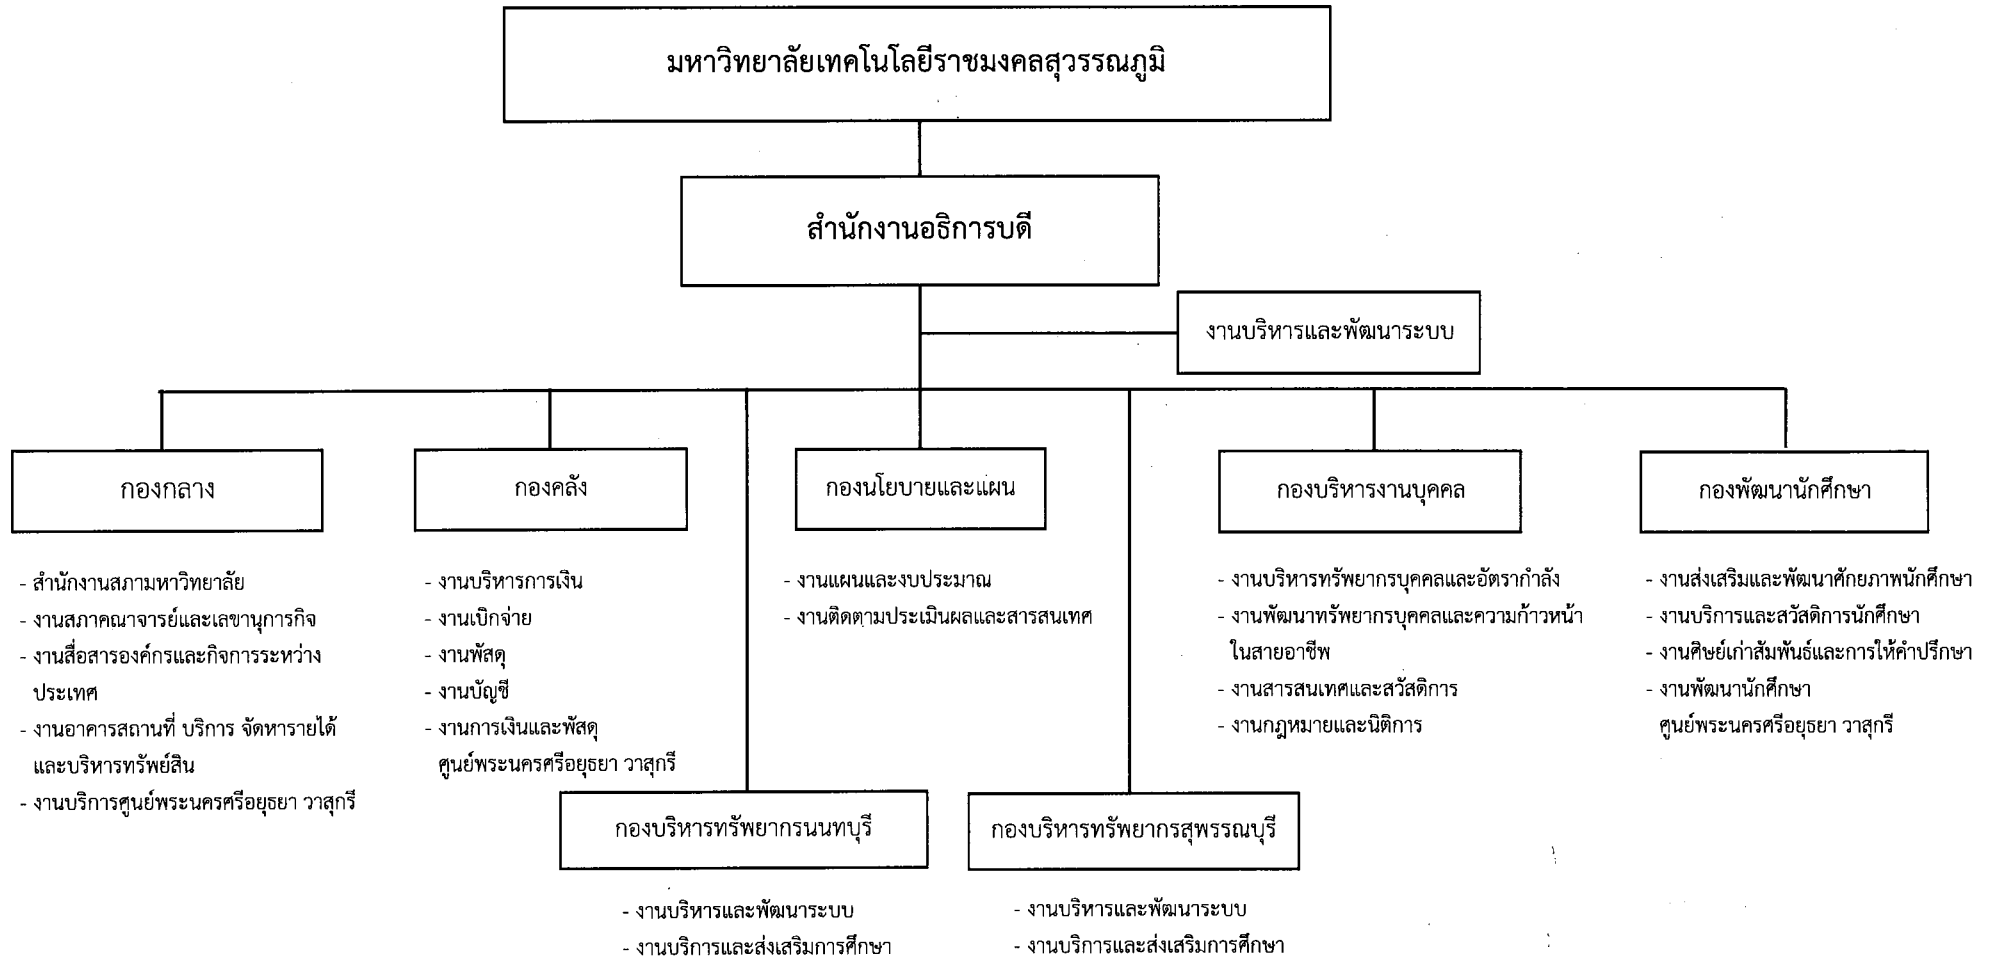 มหาวิทยาลัยเทคโนโลยีราชมงคลสุวรรณภูมิ
สำนักงานอธิการบดี
งานบริหารและพัฒนาระบบ
กองกลาง
- สำนักงานสภามหาวิทยาลัย
- งานสภาคณาจารย์และเลขานุการกิจ
- งานสื่อสารองค์กรและกิจการระหว่าง
ประเทศ
- งานอาคารสถานที่ บริการ จัดหารายได้
และบริหารทรัพย์สิน
- งานบริการศูนย์พระนครศรีอยุธยา วาสุกรี
กองคลัง
- งานบริหารการเงิน
- งานเบิกจ่าย
- งานพัสดุ
- งานบัญชี
- งานการเงินและพัสดุ
ศูนย์พระนครศรีอยุธยา วาสุกรี
กองนโยบายและแผน
- งานแผนและงบประมาณ
- งานติดตามประเมินผลและสารสนเทศ
กองบริหารงานบุคคล
- งานบริหารทรัพยากรบุคคลและอัตรากำลัง
- งานพัฒนาทรัพยากรบุคคลและความก้าวหน้า
ในสายอาชีพ
- งานสารสนเทศและสวัสดิการ
- งานกฎหมายและนิติการ
กองพัฒนานักศึกษา
- งานส่งเสริมและพัฒนาศักยภาพนักศึกษา
- งานบริการและสวัสดิการนักศึกษา
- งานศิษย์เก่าสัมพันธ์และการให้คำปรึกษา
- งานพัฒนานักศึกษา
ศูนย์พระนครศรีอยุธยา วาสุกรี
กองบริหารทรัพยากรนนทบุรี
- งานบริหารและพัฒนาระบบ
- งานบริการและส่งเสริมการศึกษา
กองบริหารทรัพยากรสุพรรณบุรี
- งานบริหารและพัฒนาระบบ
- งานบริการและส่งเสริมการศึกษา